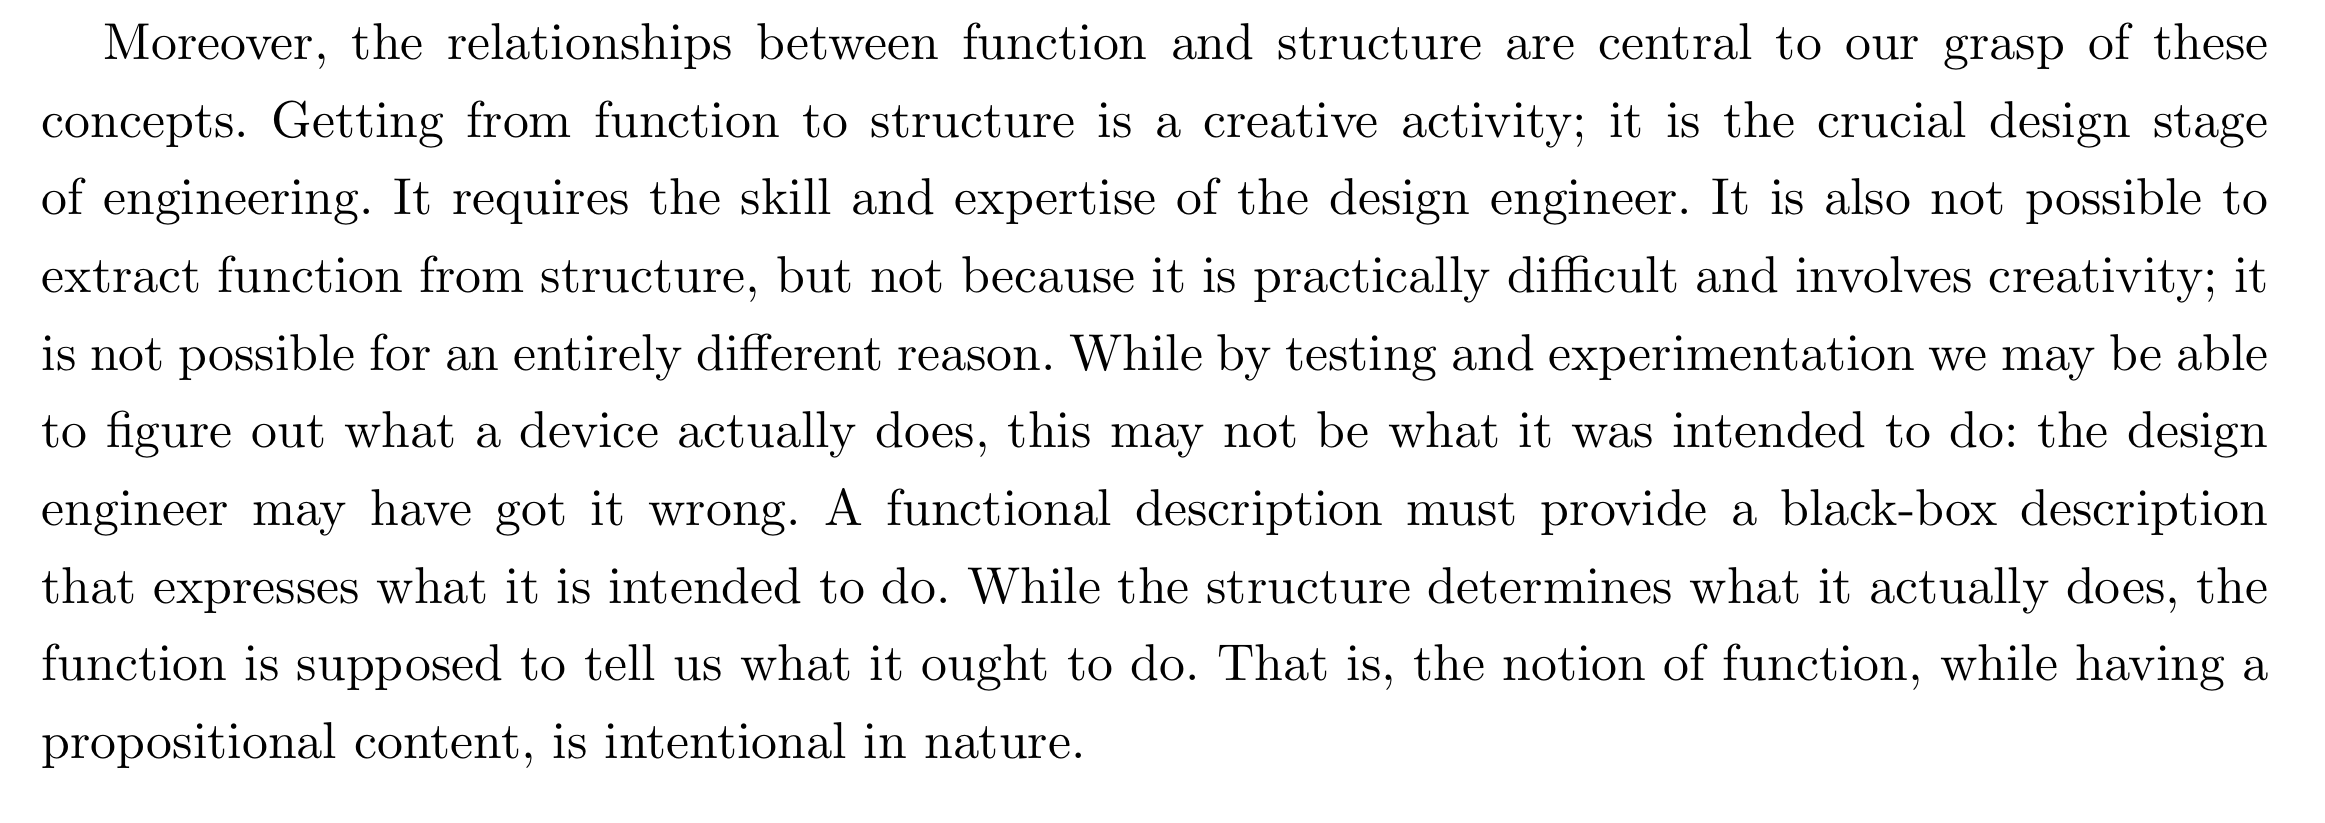 Moreover, the relationships between function and structure are central to our grasp of these
concepts. Getting from function to structure is a creative activity; it is the crucial design stage
of engineering. It requires the skill and expertise of the design engineer. It is also not possible to
extract function from structure, but not because it is practically difficult and involves creativity; it
is not possible for an entirely different reason. While by testing and experimentation we may be able
to figure out what a device actually does, this may not be what it was intended to do: the design
engineer may have got it wrong. A functional description must provide a black-box description
that expresses what it is intended to do. While the structure determines what it actually does, the
function is supposed to tell us what it ought to do. That is, the notion of function, while having a
propositional content, is intentional in nature.